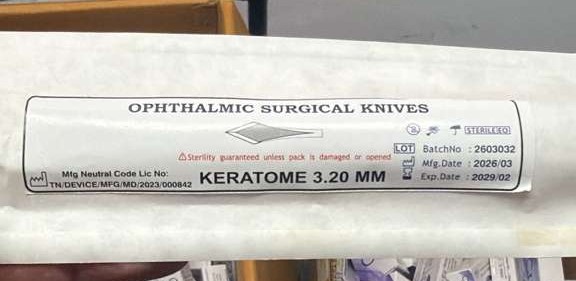 OPHTHALMIC SURGICAL KNIVES
STERILE EO
Sterility guaranteed unless pack is damaged or opened
LOT BatchNo : 2603032
Mfg.Date : 2026/03
Exp.Date : 2029/02
Mfg Neutral Code Lic No:
TN/DEVICE/MFG/MD/2023/000842
KERATOME 3.20 MM